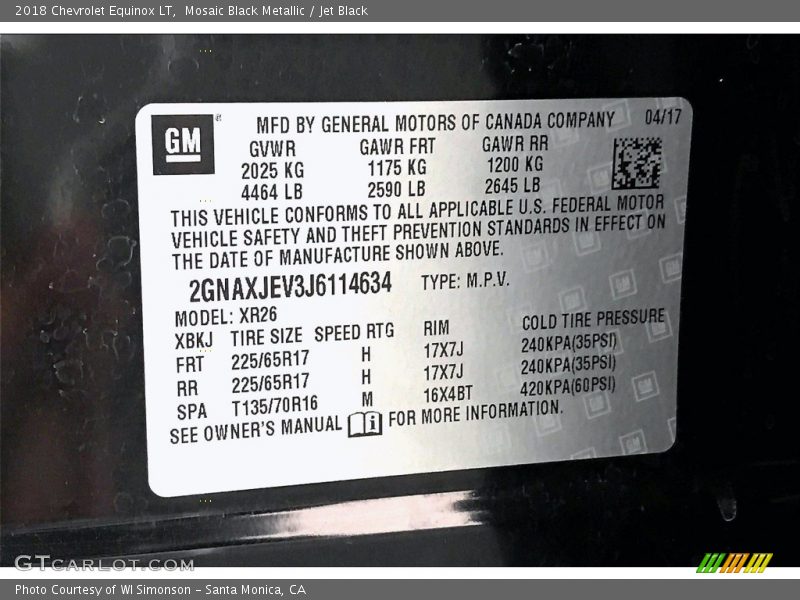 2018 Chevrolet Equinox LT, Mosaic Black Metallic / Jet Black
GM ®
MFD BY GENERAL MOTORS OF CANADA COMPANY 04/17
GVWR GAWR FRT GAWR RR
2025 KG 1175 KG 1200 KG
4464 LB 2590 LB 2645 LB
THIS VEHICLE CONFORMS TO ALL APPLICABLE U.S. FEDERAL MOTOR
VEHICLE SAFETY AND THEFT PREVENTION STANDARDS IN EFFECT ON
THE DATE OF MANUFACTURE SHOWN ABOVE.
2GNAXJEV3J6114634 TYPE: M.P.V.
MODEL: XR26
XBKJ TIRE SIZE SPEED RTG RIM COLD TIRE PRESSURE
FRT 225/65R17 H 17X7J 240KPA(35PSI)
RR 225/65R17 H 17X7J 240KPA(35PSI)
SPA T135/70R16 M 16X4BT 420KPA(60PSI)
SEE OWNER'S MANUAL i FOR MORE INFORMATION.
GTCARLOT.COM
Photo Courtesy of WI Simonson – Santa Monica, CA